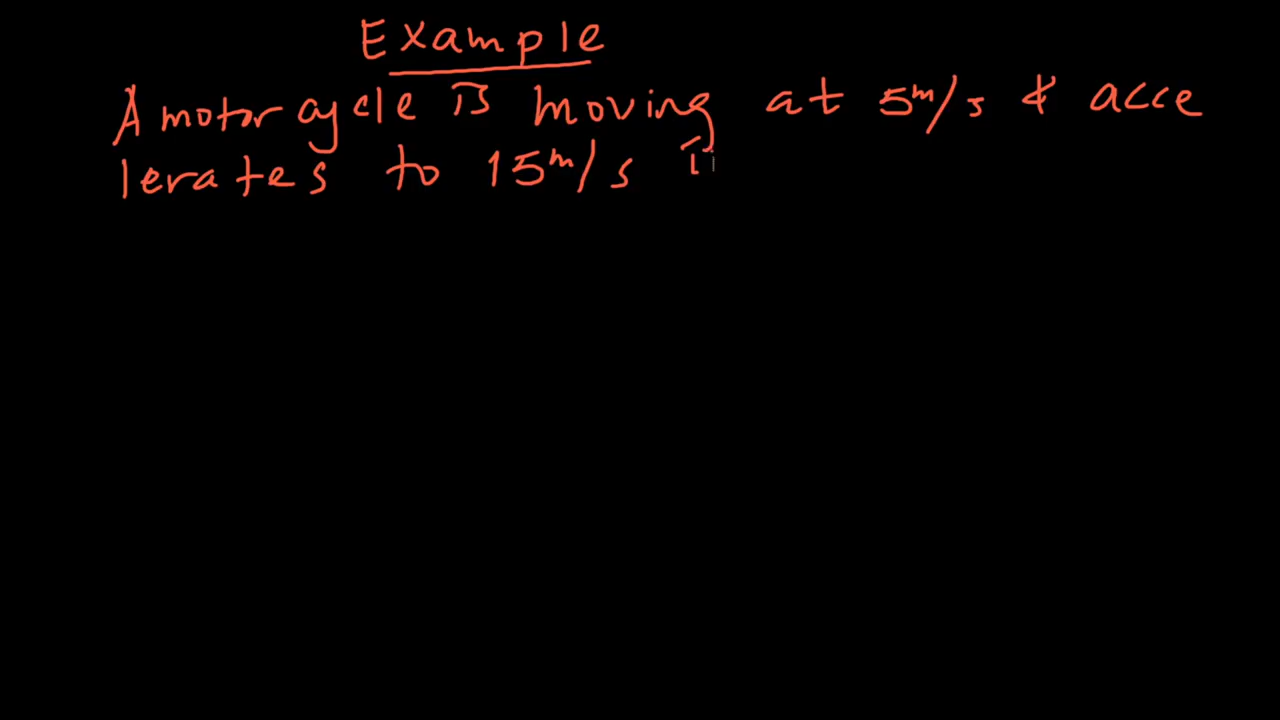 Example
A motorcycle is moving at 5m/s & acce
lerates to 15m/s